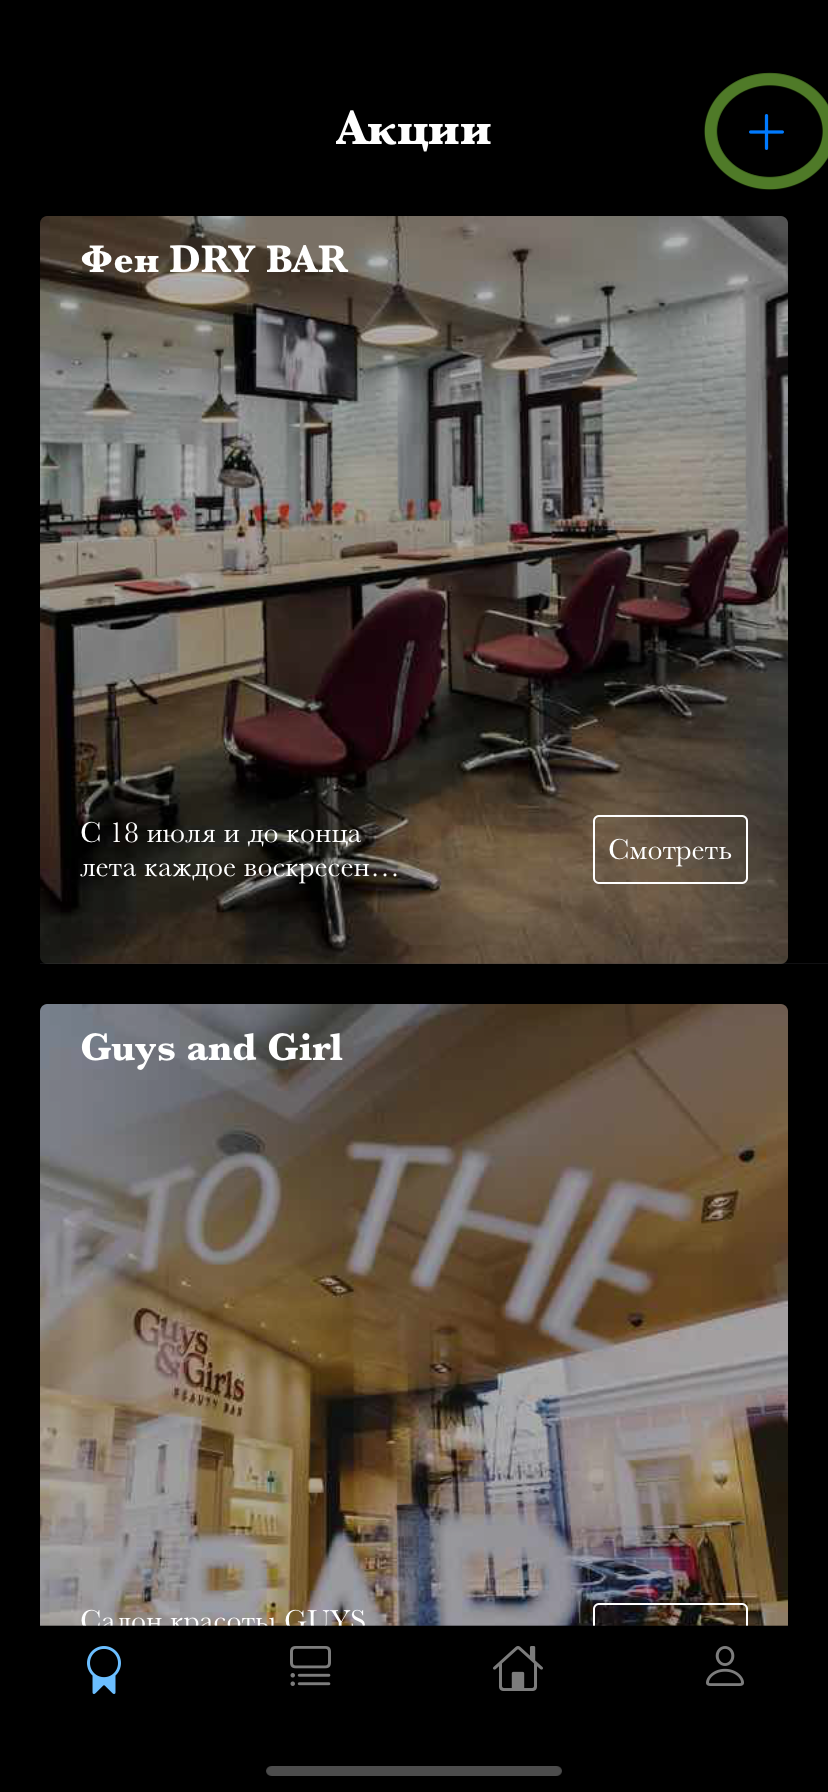 Акции
Фен DRY BAR
С 18 июля и до конца
лета каждое воскресен...
Смотреть
Guys and Girl
TO THE
Guys
&Girls
BEAUTY BAR
BAR
Салон красоты GUYS